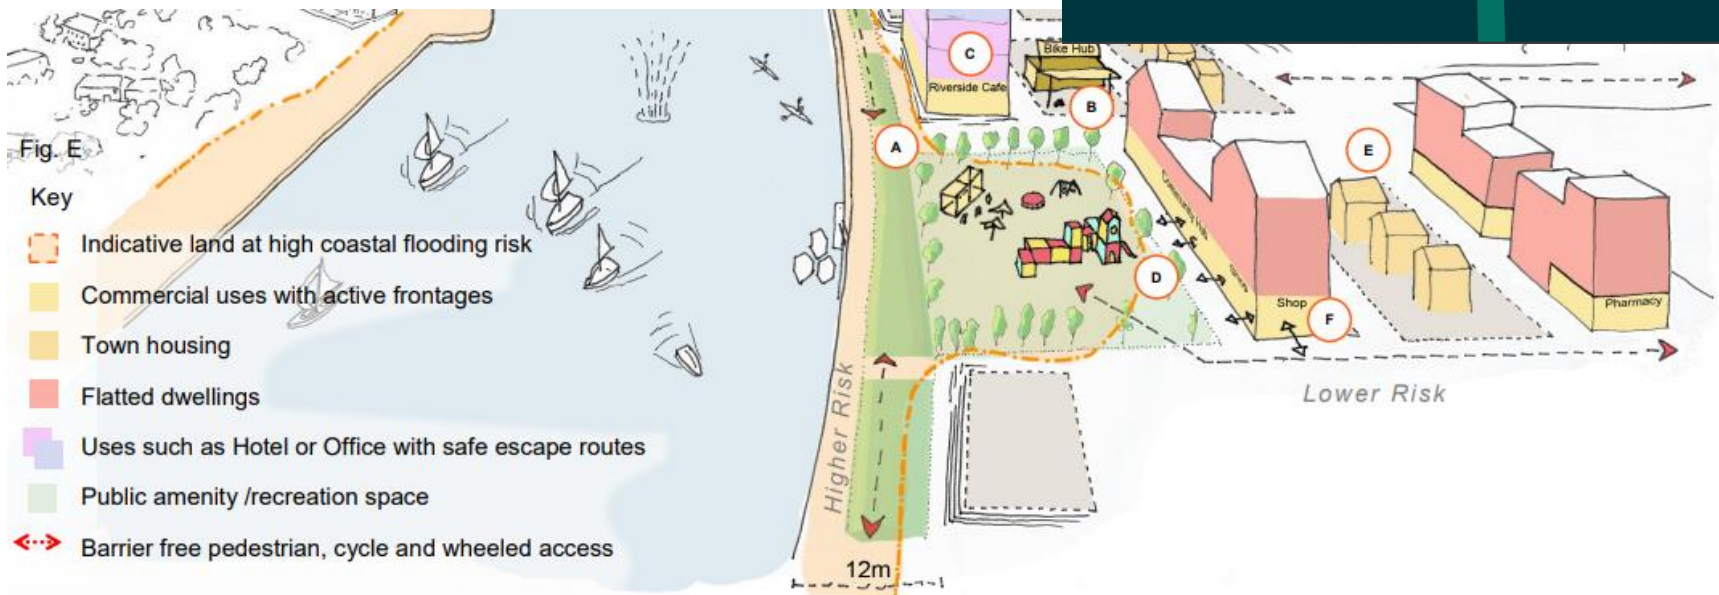 Fig. E
Key
Indicative land at high coastal flooding risk
Commercial uses with active frontages
Town housing
Flatted dwellings
Uses such as Hotel or Office with safe escape routes
Public amenity /recreation space
Barrier free pedestrian, cycle and wheeled access
C
Riverside Cafe
Bike Hub
B
A
E
D
Community Hub
Shop
F
Pharmacy
Higher Risk
Lower Risk
12m